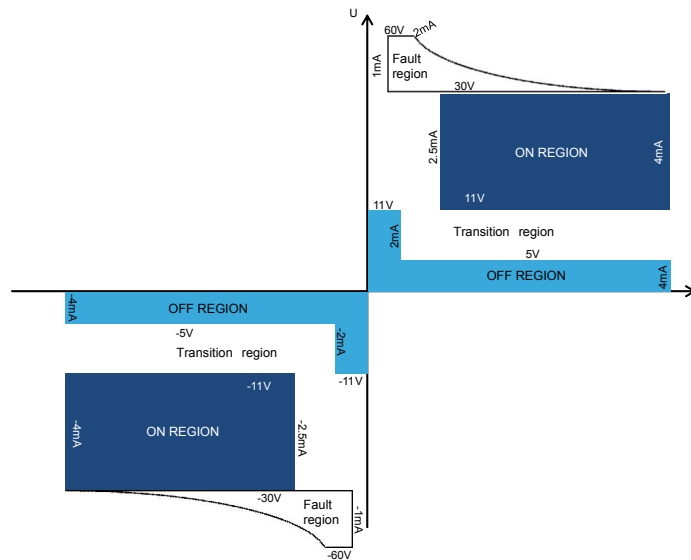 U
60V
2mA
Fault
region
1mA
30V
2.5mA
ON REGION
4mA
11V
11V
2mA
Transition region
5V
OFF REGION
4mA
-4mA
OFF REGION
-5V
-2mA
Transition region
-11V
-11V
-4mA
ON REGION
-2.5mA
-30V
Fault
region
-1mA
-60V